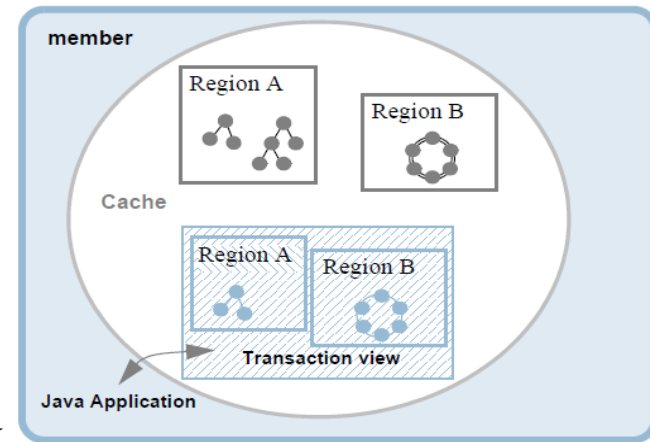 member
Region A
Region B
Cache
Region A
Region B
Transaction view
Java Application